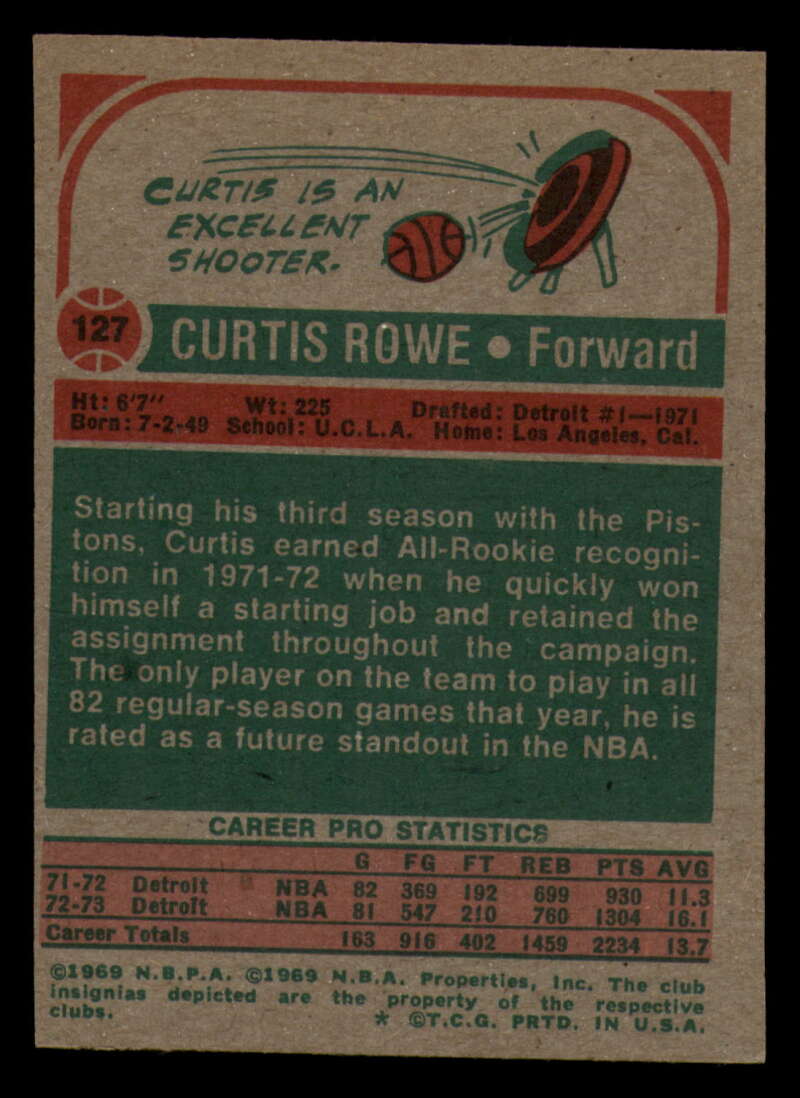 CURTIS IS AN
EXCELLENT
SHOOTER.
127
CURTIS ROWE • Forward
Ht: 6'7" Wt: 225 Drafted: Detroit #1—1971
Born: 7-2-49 School: U.C.L.A. Home: Los Angeles, Cal.
Starting his third season with the Pis-
tons, Curtis earned All-Rookie recogni-
tion in 1971-72 when he quickly won
himself a starting job and retained the
assignment throughout the campaign.
The only player on the team to play in all
82 regular-season games that year, he is
rated as a future standout in the NBA.
CAREER PRO STATISTICS
G FG FT REB PTS AVG
71-72 Detroit NBA 82 369 192 699 930 11.3
72-73 Detroit NBA 81 547 210 760 1304 16.1
Career Totals 163 916 402 1459 2234 13.7
©1969 N.B.P.A. ©1969 N.B.A. Properties, Inc. The club
insignias depicted are the property of the respective
clubs. * ©T.C.G. PRTD. IN U.S.A.